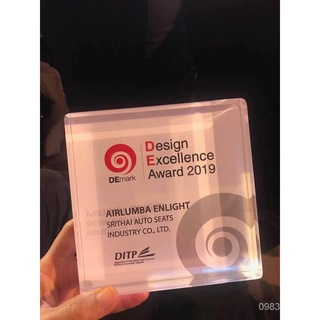 Design
Excellence
Award 2019
DEmark
AIRLUMBA ENLIGHT
SRITHAI AUTO SEATS
INDUSTRY CO., LTD.
DITP
0983